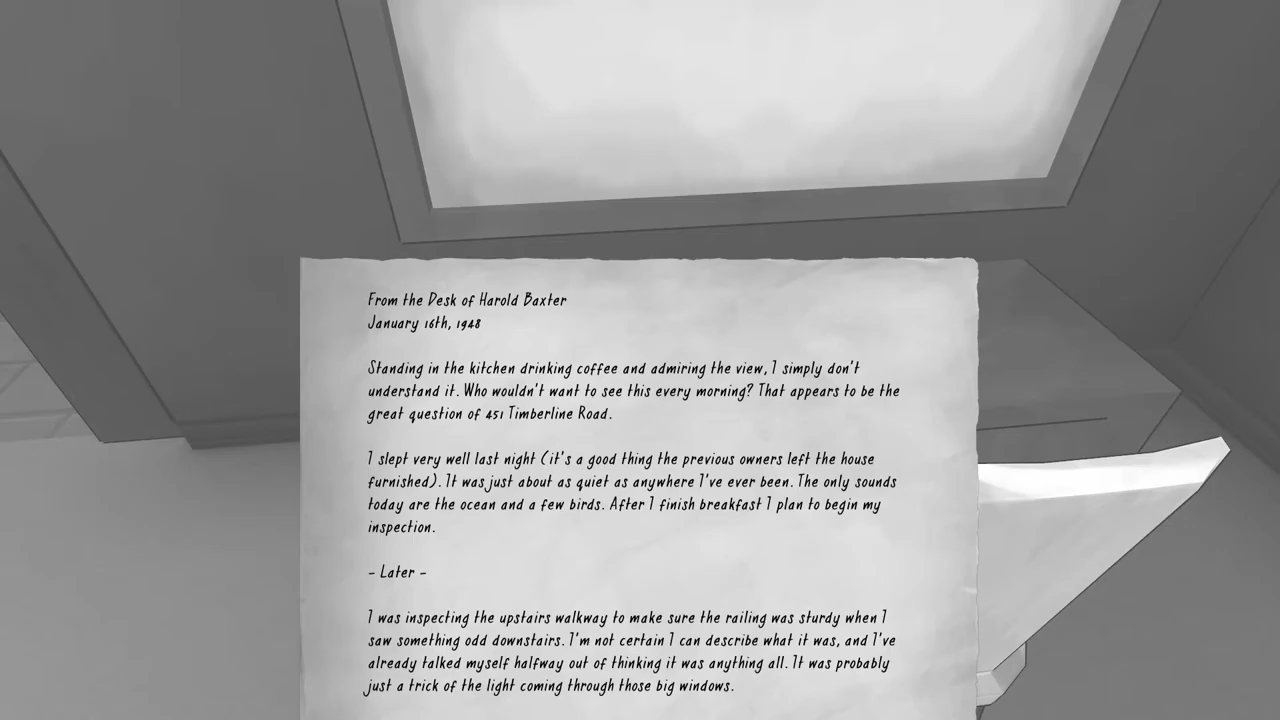 From the Desk of Harold Baxter
January 16th, 1948
Standing in the kitchen drinking coffee and admiring the view, I simply don't
understand it. Who wouldn't want to see this every morning? That appears to be the
great question of 451 Timberline Road.
I slept very well last night (it's a good thing the previous owners left the house
furnished). It was just about as quiet as anywhere I've ever been. The only sounds
today are the ocean and a few birds. After I finish breakfast I plan to begin my
inspection.
- Later -
I was inspecting the upstairs walkway to make sure the railing was sturdy when I
saw something odd downstairs. I'm not certain I can describe what it was, and I've
already talked myself halfway out of thinking it was anything all. It was probably
just a trick of the light coming through those big windows.